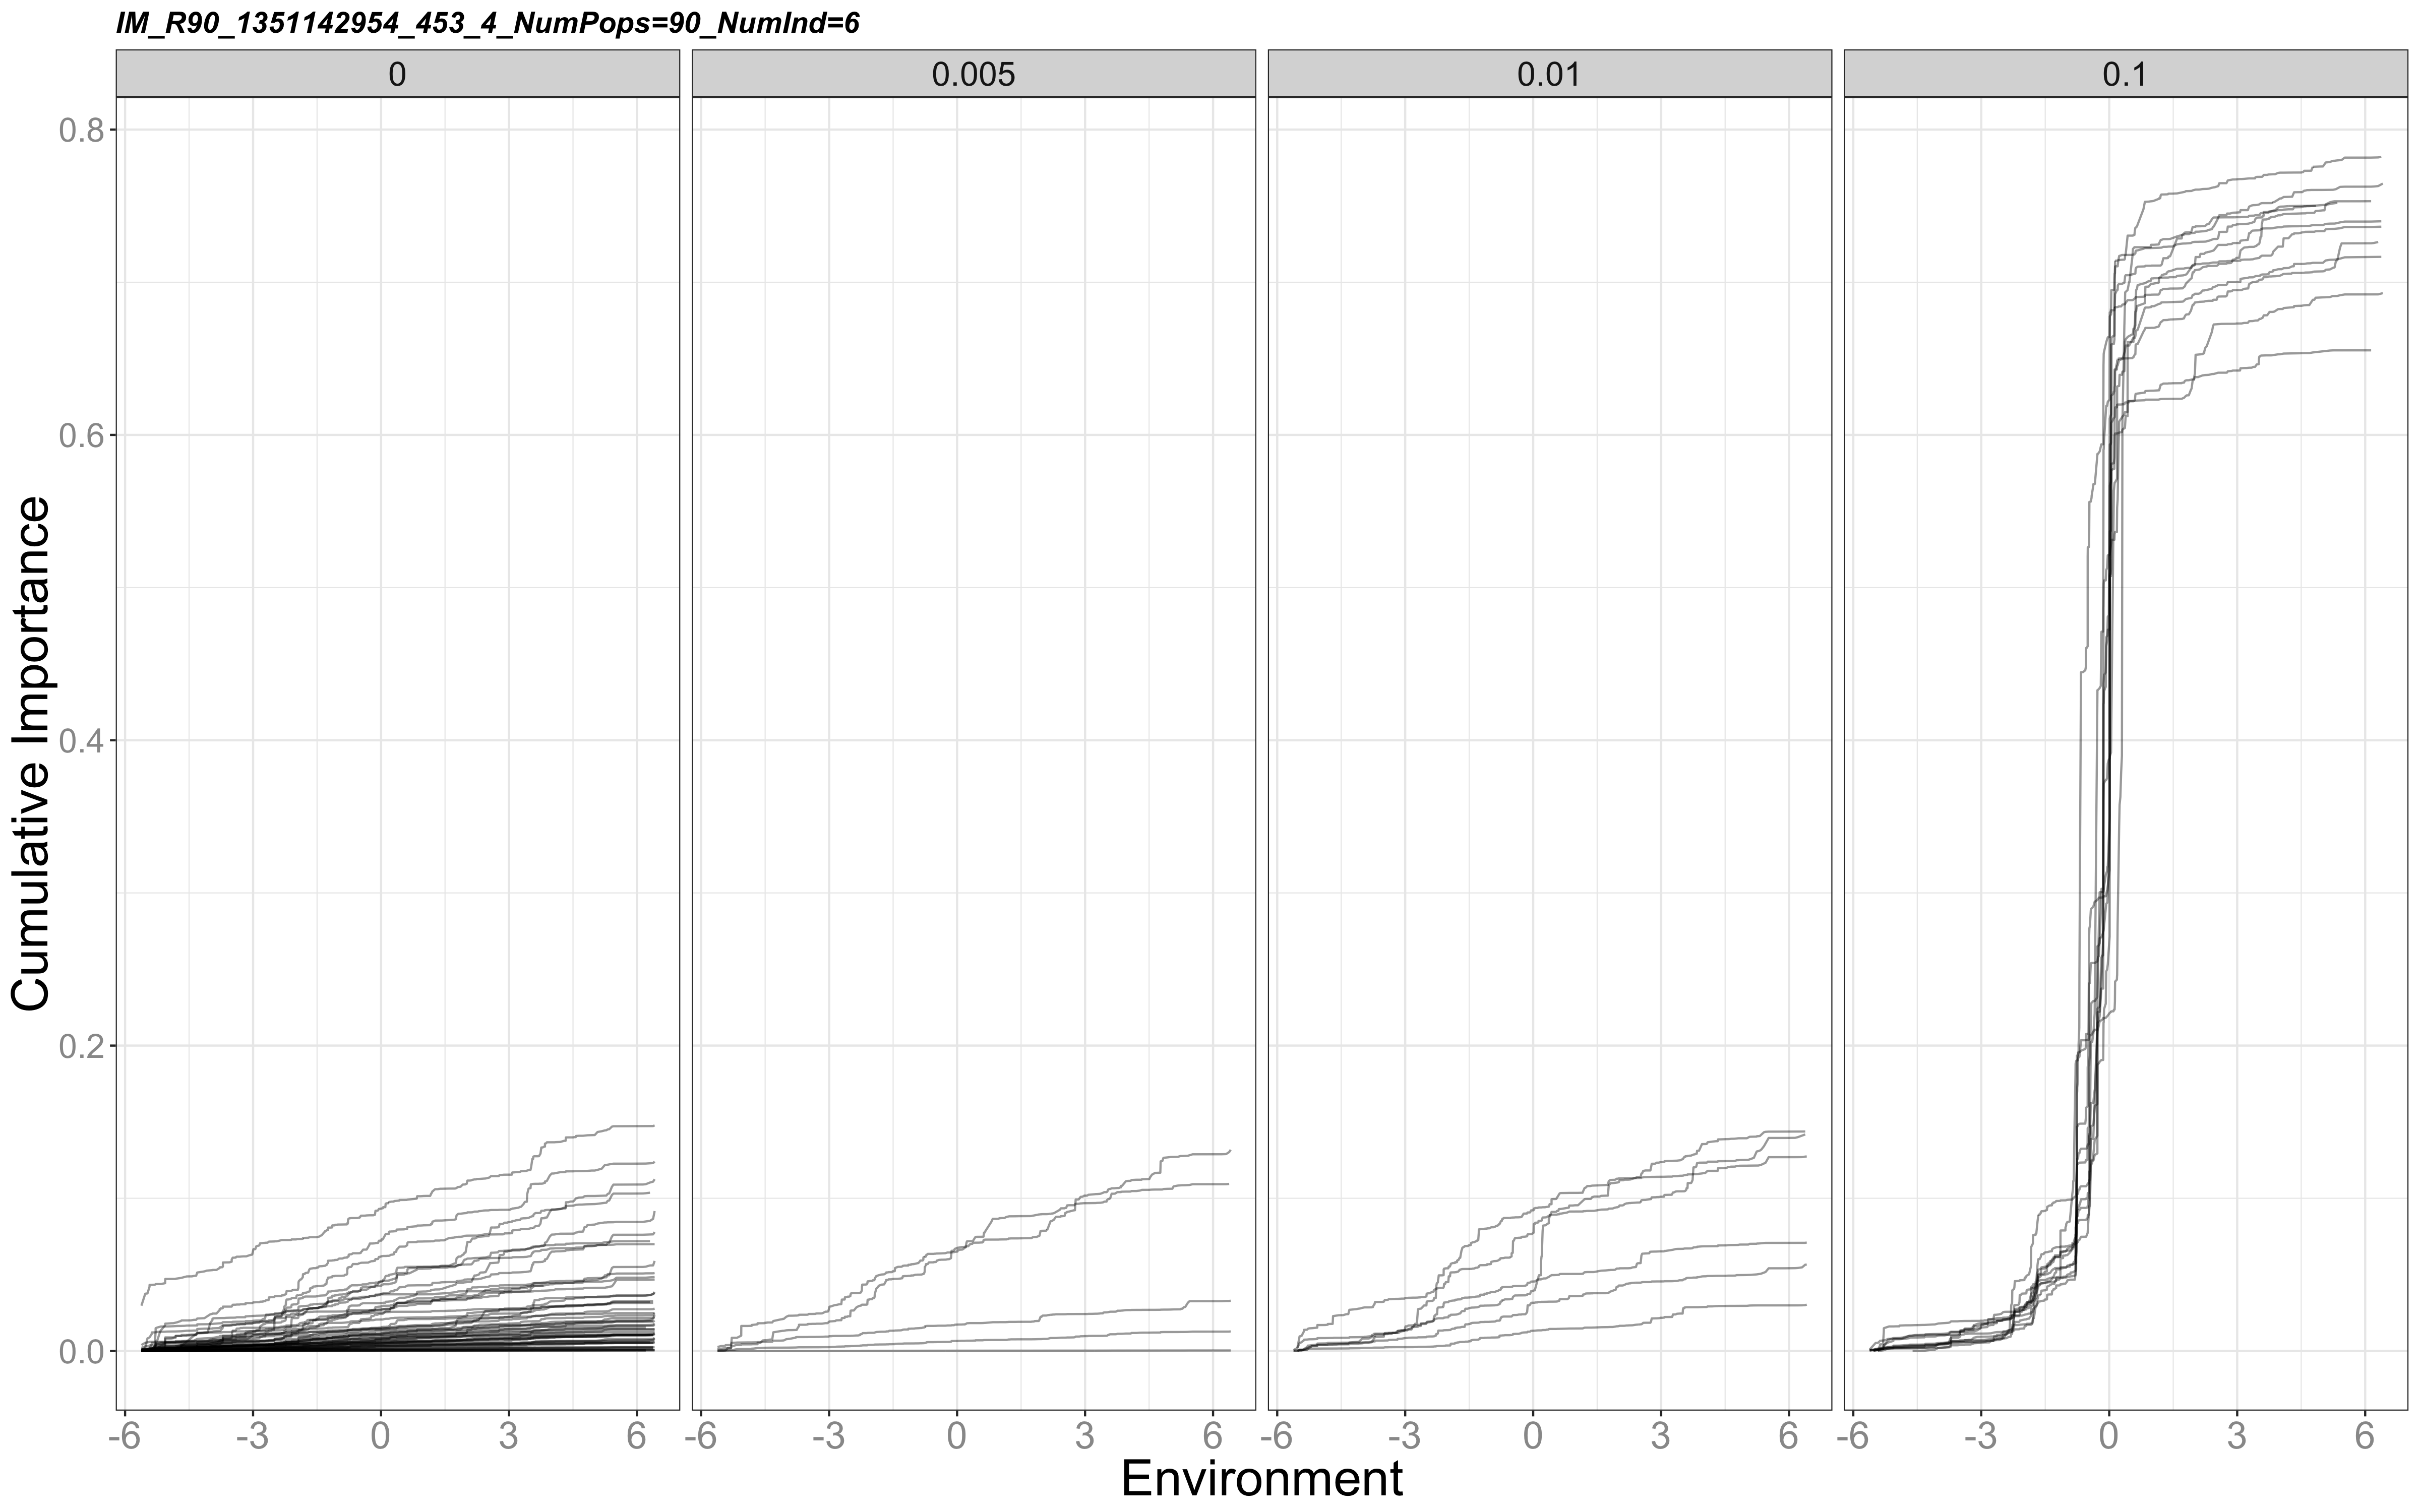 IM_R90_1351142954_453_4_NumPops=90_NumInd=6
0 0.005 0.01 0.1
Cumulative Importance
0.8
0.6
0.4
0.2
0.0
-6 -3 0 3 6 -6 -3 0 3 6 -6 -3 0 3 6 -6 -3 0 3 6
Environment